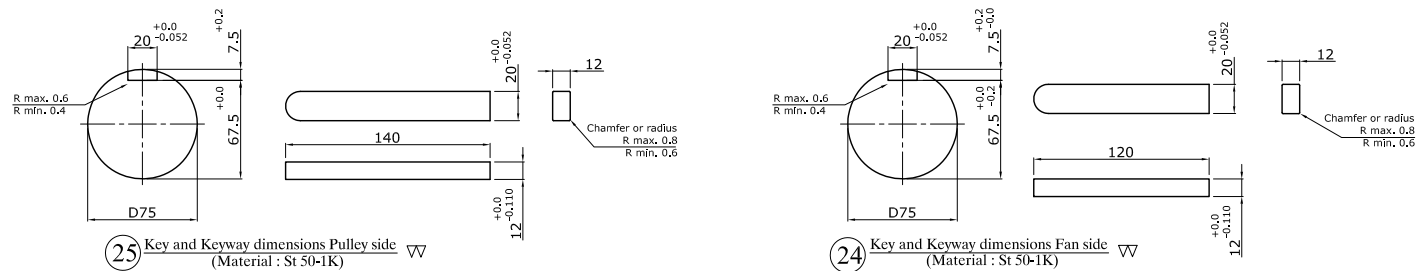 +0.0
20 -0.052
+0.2
7.5
+0.0
67.5
R max. 0.6
R min. 0.4
D75
+0.0
20 -0.052
12
Chamfer or radius
R max. 0.8
R min. 0.6
140
+0.0
12 -0.110
25 Key and Keyway dimensions Pulley side
(Material : St 50-1K)
+0.0
20 -0.052
+0.2
7.5 -0.0
+0.0
67.5 -0.2
R max. 0.6
R min. 0.4
D75
+0.0
20 -0.052
12
Chamfer or radius
R max. 0.8
R min. 0.6
120
+0.0
12 -0.110
24 Key and Keyway dimensions Fan side
(Material : St 50-1K)